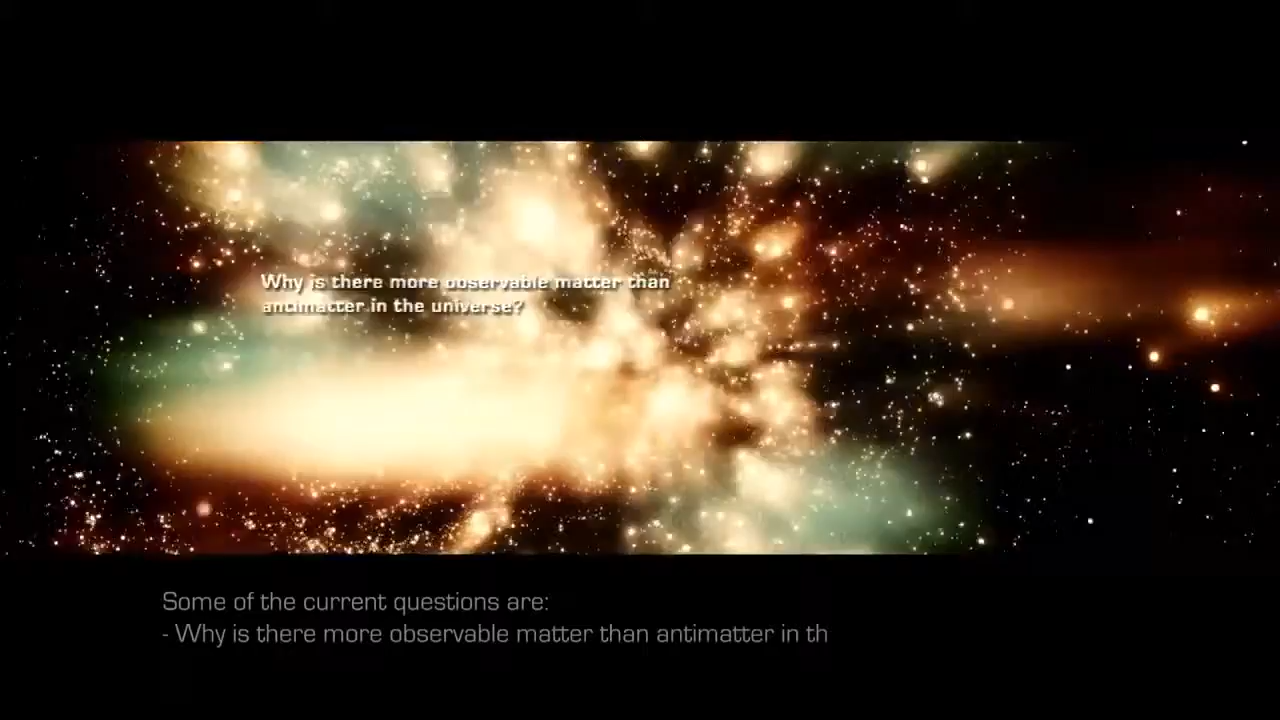 Why is there more observable matter than
antimatter in the universe?
Some of the current questions are:
- Why is there more observable matter than antimatter in th